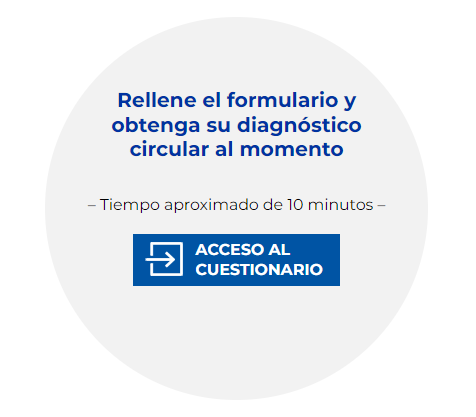 Rellene el formulario y
obtenga su diagnóstico
circular al momento
– Tiempo aproximado de 10 minutos –
ACCESO AL
CUESTIONARIO